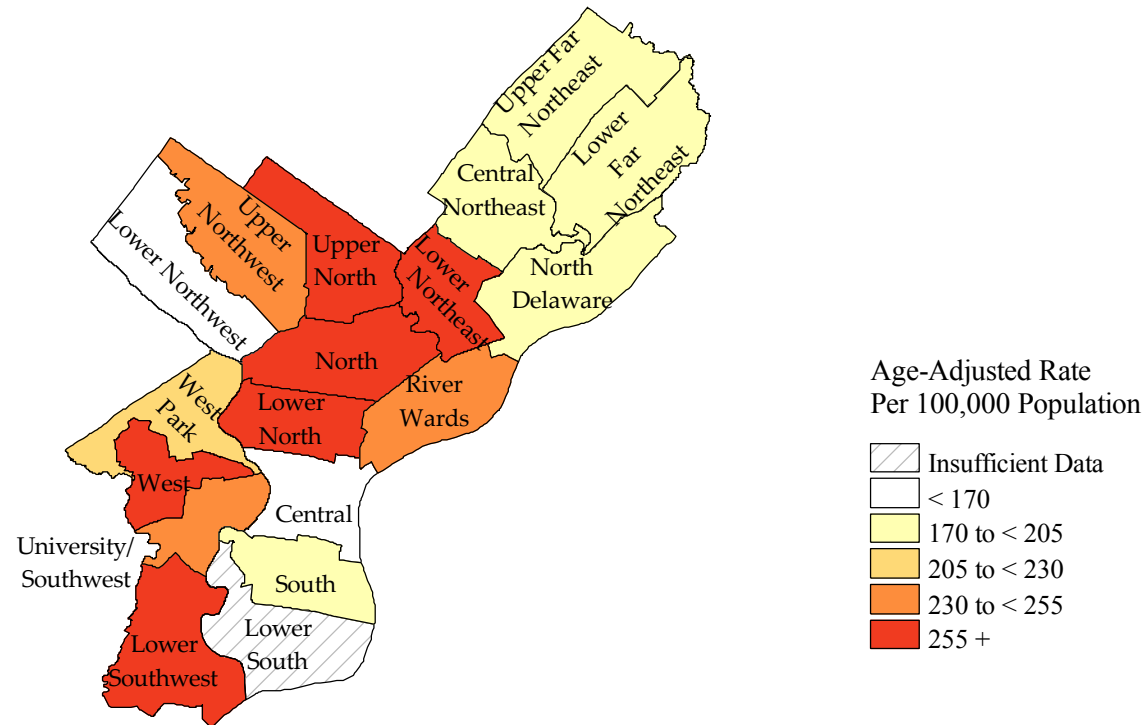 Upper Far
Northeast
Lower
Far
Northeast
Central
Northeast
Upper
Northwest
Lower Northwest
Upper
North
Lower
Northeast
North
Delaware
North
River
Wards
West
Park
Lower
North
West
Central
University/
Southwest
South
Lower
South
Lower
Southwest
Age-Adjusted Rate
Per 100,000 Population
Insufficient Data
< 170
170 to < 205
205 to < 230
230 to < 255
255 +